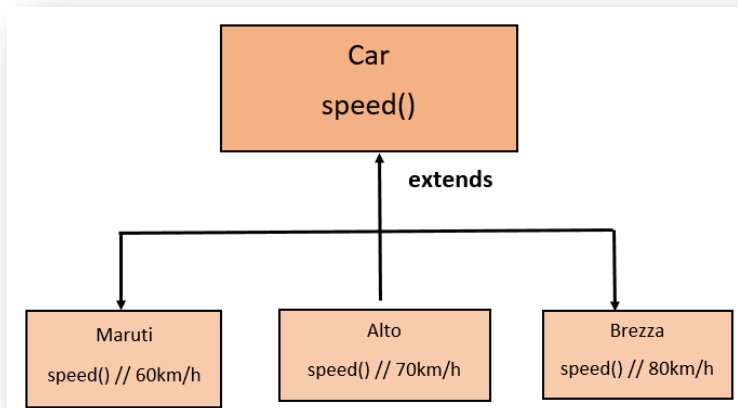 Car
speed()
extends
Maruti
speed() // 60km/h
Alto
speed() // 70km/h
Brezza
speed() // 80km/h